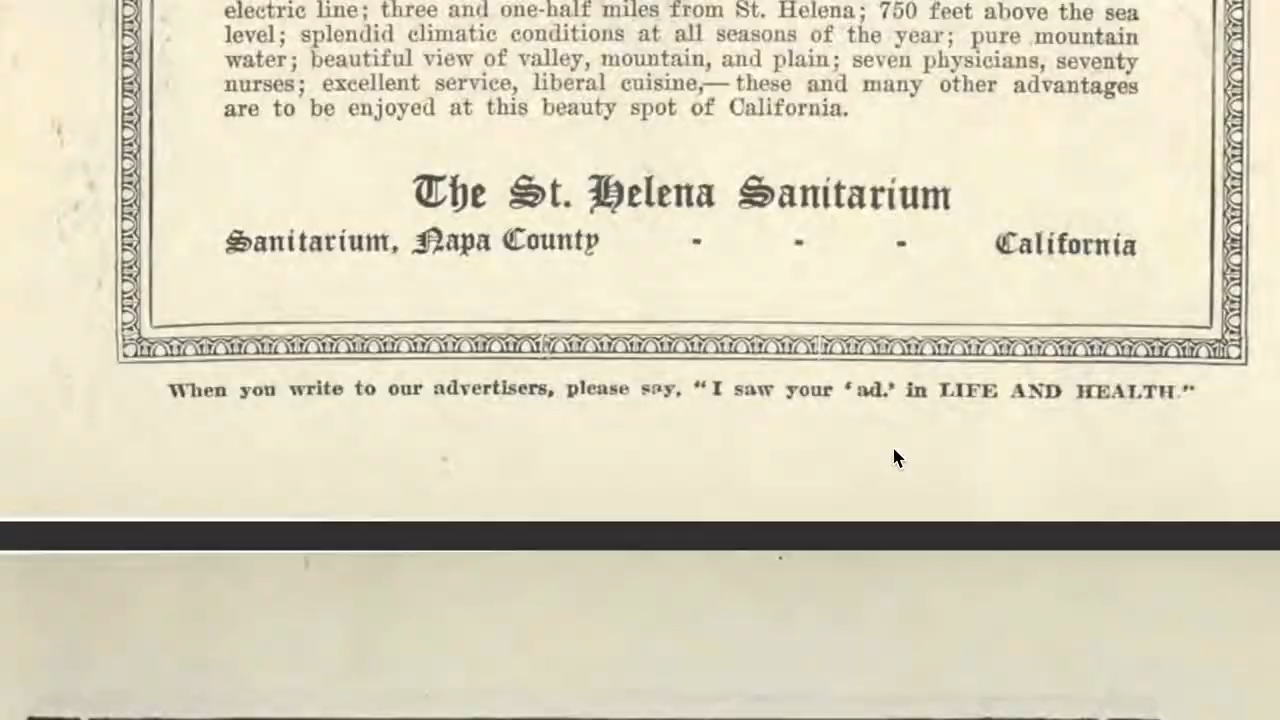 electric line; three and one-half miles from St. Helena; 750 feet above the sea
level; splendid climatic conditions at all seasons of the year; pure mountain
water; beautiful view of valley, mountain, and plain; seven physicians, seventy
nurses; excellent service, liberal cuisine,— these and many other advantages
are to be enjoyed at this beauty spot of California.
The St. Helena Sanitarium
Sanitarium, Napa County - - - California
When you write to our advertisers, please say, "I saw your 'ad.' in LIFE AND HEALTH."